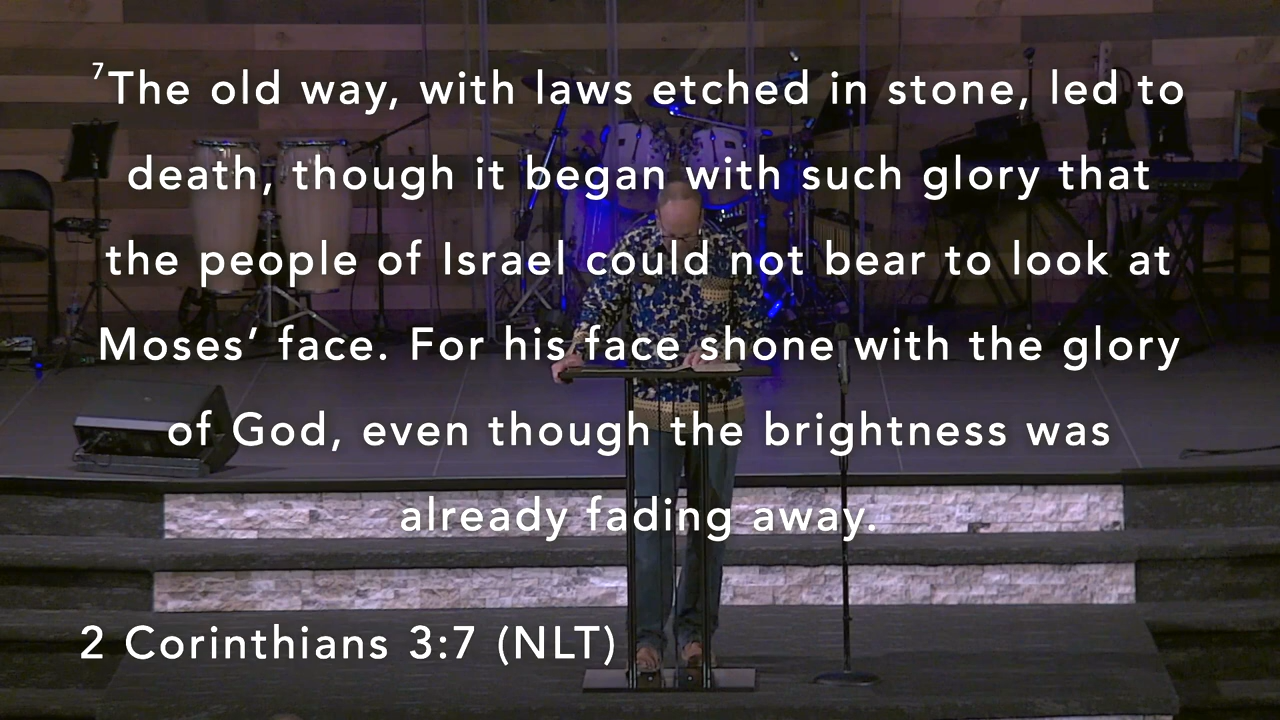 ⁷The old way, with laws etched in stone, led to
death, though it began with such glory that
the people of Israel could not bear to look at
Moses’ face. For his face shone with the glory
of God, even though the brightness was
already fading away.
2 Corinthians 3:7 (NLT)